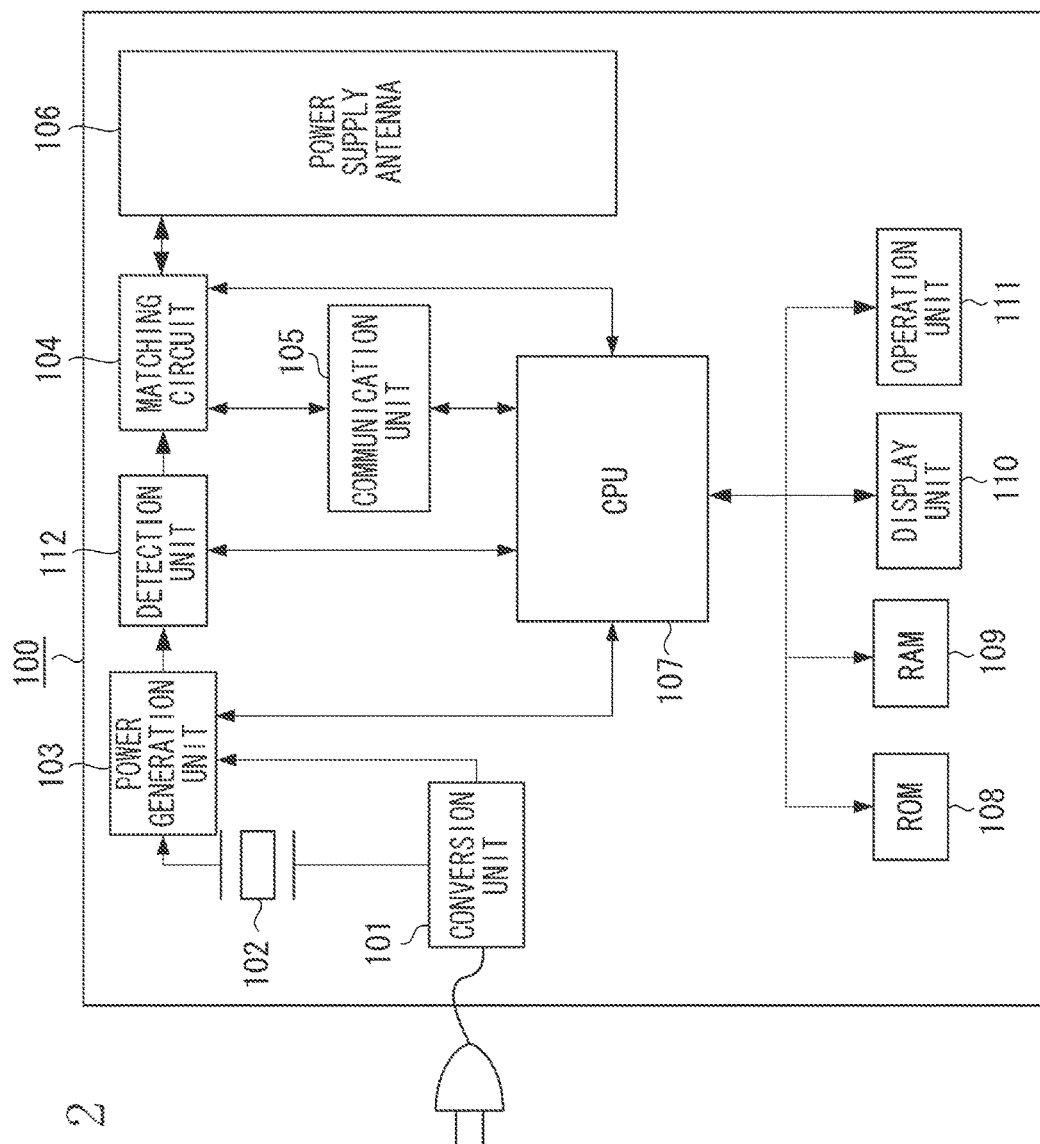 2
100
103
112
104
106
POWER
GENERATION
UNIT
DETECTION
UNIT
MATCHING
CIRCUIT
POWER
SUPPLY
ANTENNA
102
105
COMMUNICATION
UNIT
101
CONVERSION
UNIT
CPU
107
ROM
108
RAM
109
DISPLAY
UNIT
110
OPERATION
UNIT
111